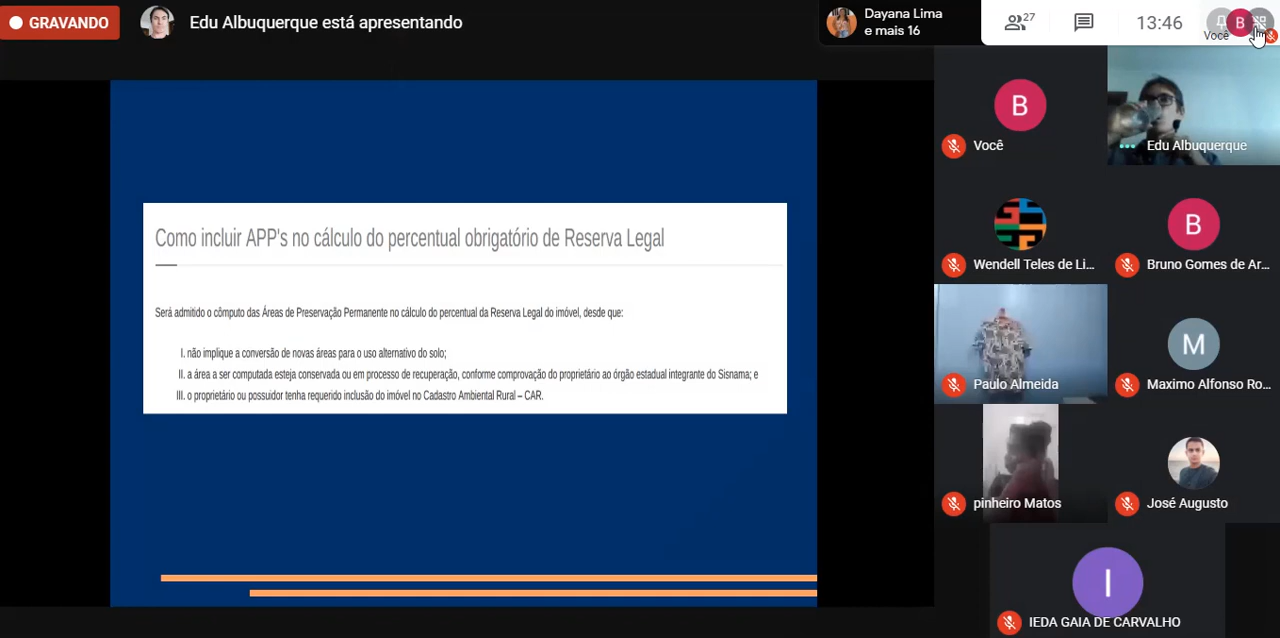 GRAVANDO
Edu Albuquerque está apresentando
Dayana Lima
e mais 16
27
13:46
B
Você
Como incluir APP's no cálculo do percentual obrigatório de Reserva Legal
Será admitido o cômputo das Áreas de Preservação Permanente no cálculo do percentual da Reserva Legal do imóvel, desde que:
I. não implique a conversão de novas áreas para o uso alternativo do solo;
II. a área a ser computada esteja conservada ou em processo de recuperação, conforme comprovação do proprietário ao órgão estadual integrante do Sisnama; e
III. o proprietário ou possuidor tenha requerido inclusão do imóvel no Cadastro Ambiental Rural – CAR.
B
Você
Edu Albuquerque
Wendell Teles de Li...
B
Bruno Gomes de Ar...
Paulo Almeida
M
Maximo Alfonso Ro...
pinheiro Matos
José Augusto
I
IEDA GAIA DE CARVALHO